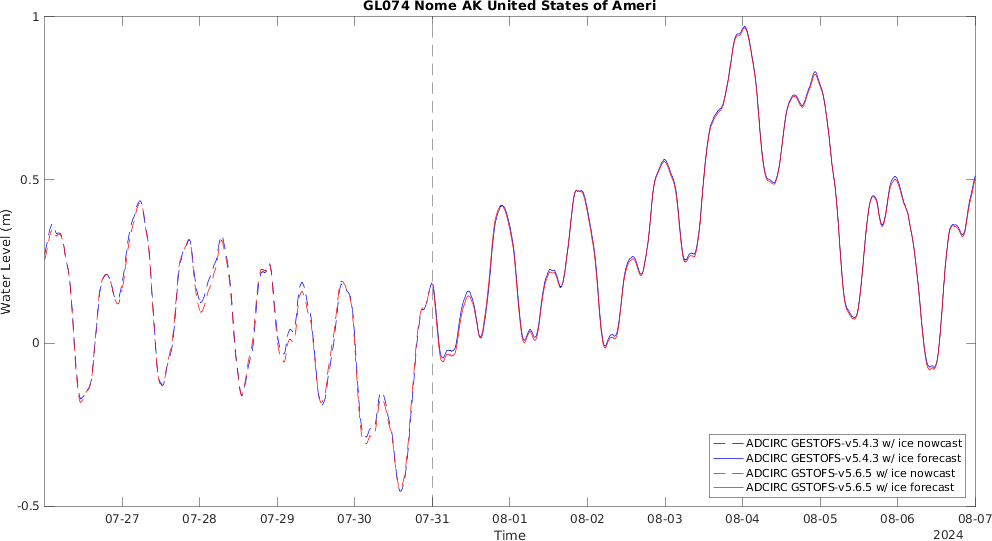 GL074 Nome AK United States of Ameri
Water Level (m)
1
0.5
0
-0.5
07-27 07-28 07-29 07-30 07-31 08-01 08-02 08-03 08-04 08-05 08-06 08-07
Time
2024
ADCIRC GESTOFS-v5.4.3 w/ ice nowcast
ADCIRC GESTOFS-v5.4.3 w/ ice forecast
ADCIRC GSTOFS-v5.6.5 w/ ice nowcast
ADCIRC GSTOFS-v5.6.5 w/ ice forecast